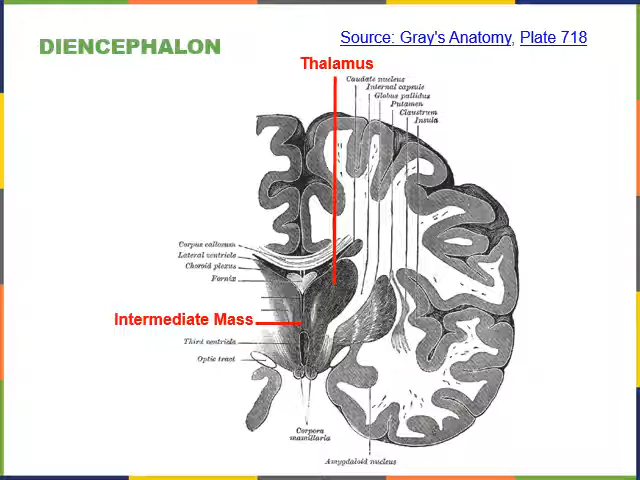 DIENCEPHALON
Source: Gray's Anatomy, Plate 718
Thalamus
Caudate nucleus
Internal capsule
Globus pallidus
Putamen
Claustrum
Insula
Corpus callosum
Lateral ventricle
Choroid plexus
Fornix
Intermediate Mass
Third ventricle
Optic tract
Corpora
mamillaria
Amygdaloid nucleus